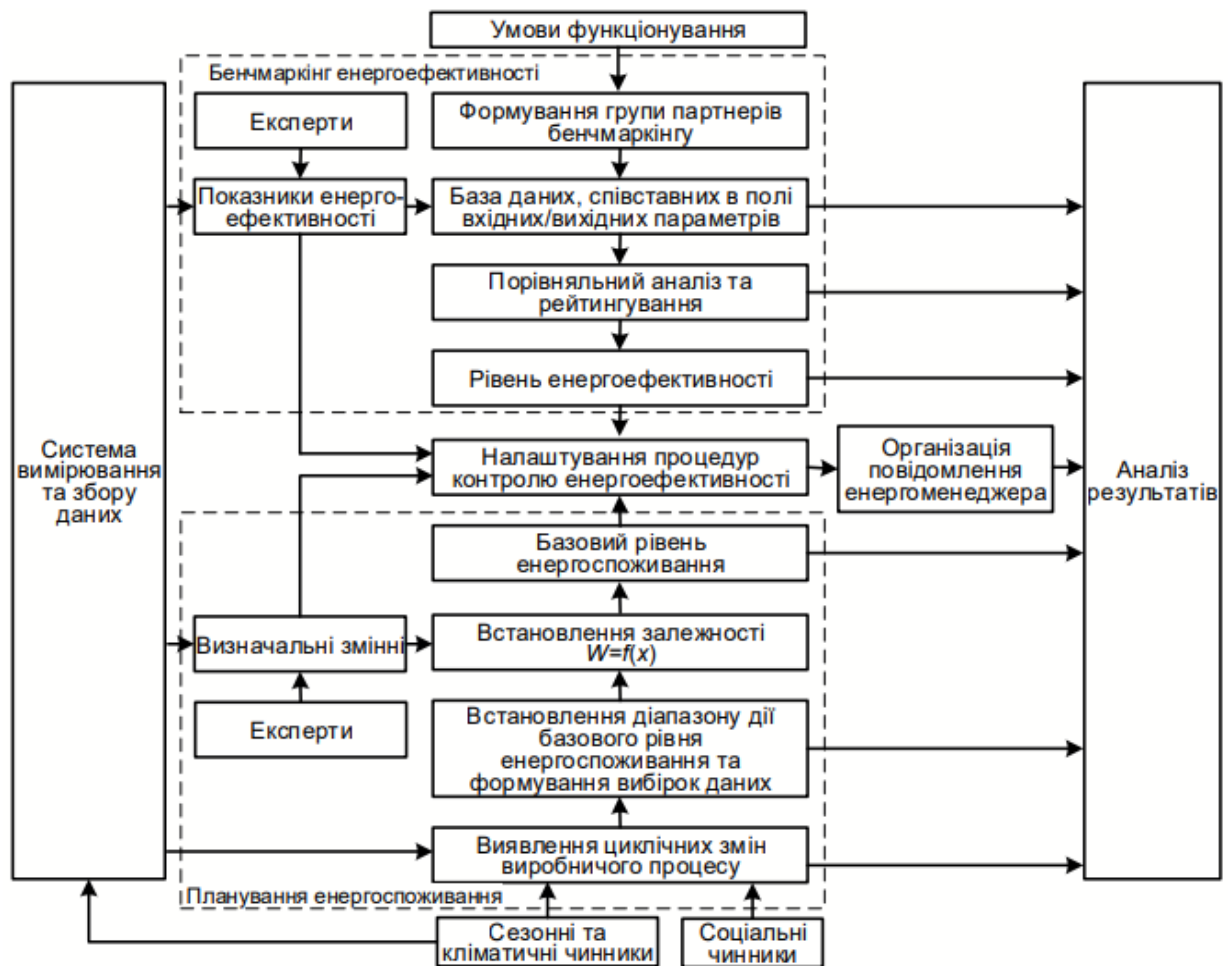 Умови функціонування
Бенчмаркінг енергоефективності
Експерти
Формування групи партнерів
бенчмаркінгу
Показники енерго-
ефективності
База даних, співставних в полі
вхідних/вихідних параметрів
Порівняльний аналіз та
рейтингування
Рівень енергоефективності
Система
вимірювання
та збору
даних
Налаштування процедур
контролю енергоефективності
Організація
повідомлення
енергоменеджера
Аналіз
результатів
Базовий рівень
енергоспоживання
Визначальні змінні
Встановлення залежності
W=f(x)
Експерти
Встановлення діапазону дії
базового рівня
енергоспоживання та
формування вибірок даних
Виявлення циклічних змін
виробничого процесу
Планування енергоспоживання
Сезонні та
кліматичні чинники
Соціальні
чинники